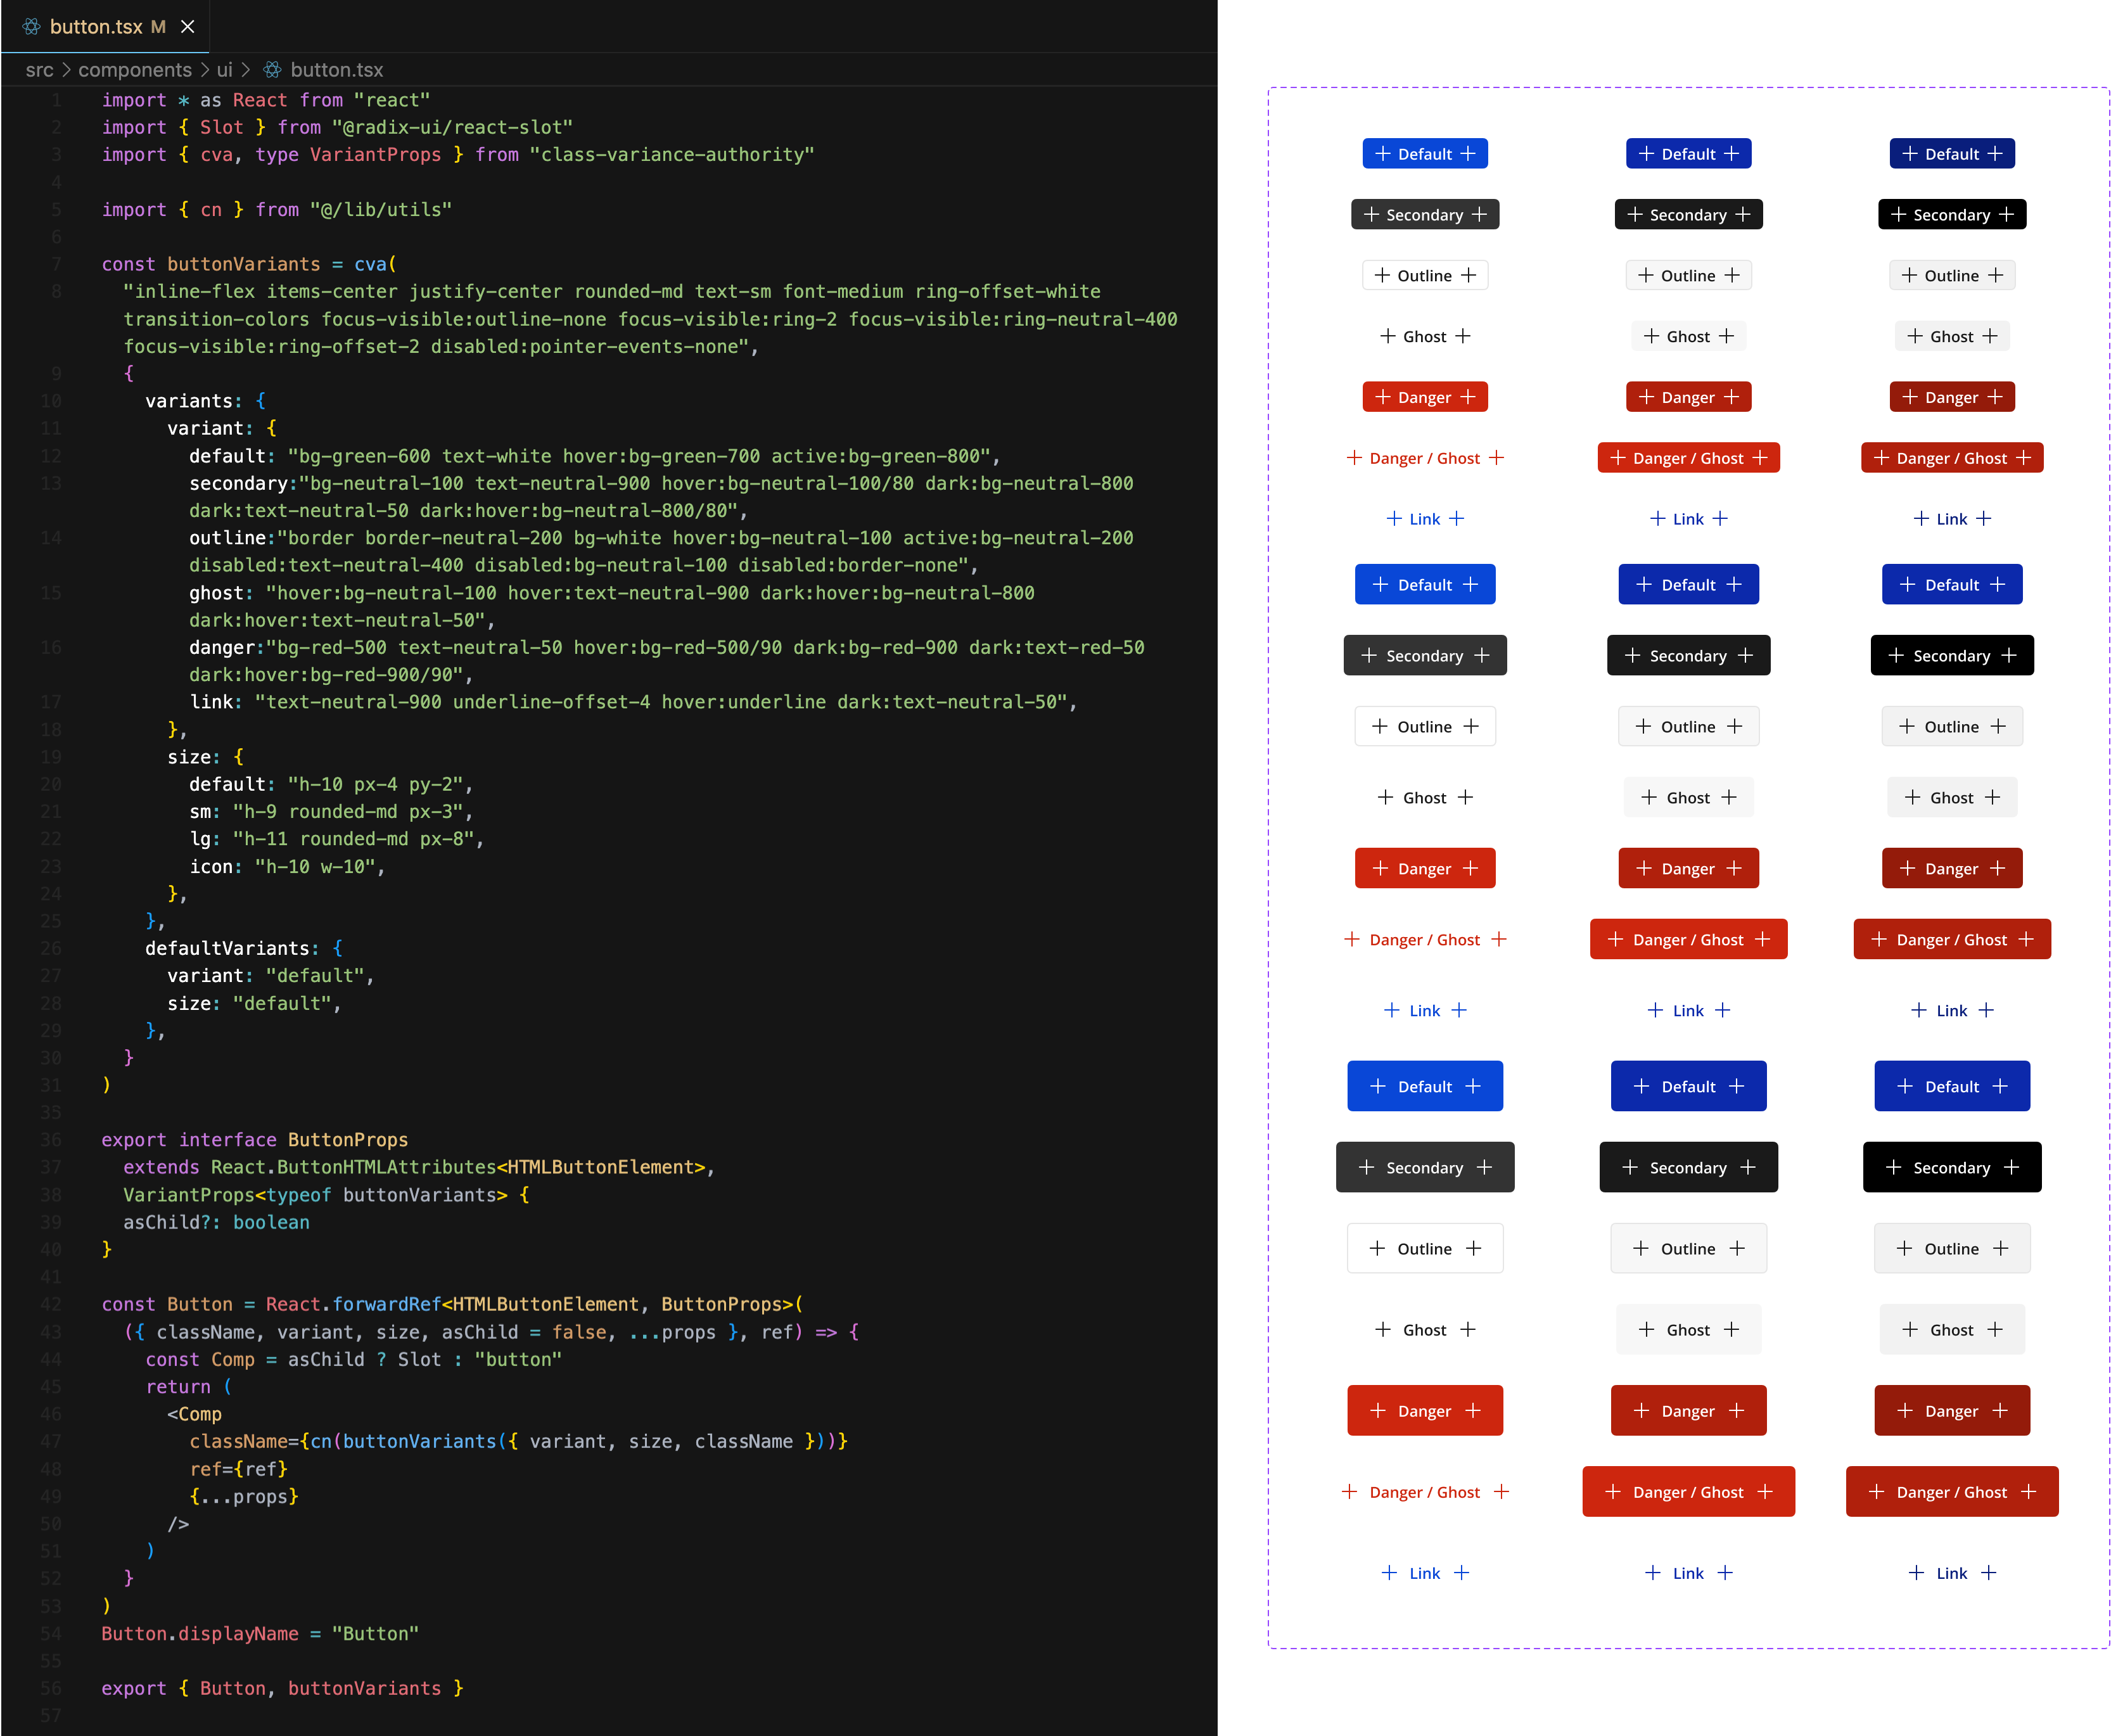 button.tsx M
src > components > ui > button.tsx
1 import * as React from "react"
2 import { Slot } from "@radix-ui/react-slot"
3 import { cva, type VariantProps } from "class-variance-authority"
4
5 import { cn } from "@/lib/utils"
6
7 const buttonVariants = cva(
8 "inline-flex items-center justify-center rounded-md text-sm font-medium ring-offset-white
transition-colors focus-visible:outline-none focus-visible:ring-2 focus-visible:ring-neutral-400
focus-visible:ring-offset-2 disabled:pointer-events-none",
9 {
10 variants: {
11 variant: {
12 default: "bg-green-600 text-white hover:bg-green-700 active:bg-green-800",
13 secondary:"bg-neutral-100 text-neutral-900 hover:bg-neutral-100/80 dark:bg-neutral-800
dark:text-neutral-50 dark:hover:bg-neutral-800/80",
14 outline:"border border-neutral-200 bg-white hover:bg-neutral-100 active:bg-neutral-200
disabled:text-neutral-400 disabled:bg-neutral-100 disabled:border-none",
15 ghost: "hover:bg-neutral-100 hover:text-neutral-900 dark:hover:bg-neutral-800
dark:hover:text-neutral-50",
16 danger:"bg-red-500 text-neutral-50 hover:bg-red-500/90 dark:bg-red-900 dark:text-red-50
dark:hover:bg-red-900/90",
17 link: "text-neutral-900 underline-offset-4 hover:underline dark:text-neutral-50",
18 },
19 size: {
20 default: "h-10 px-4 py-2",
21 sm: "h-9 rounded-md px-3",
22 lg: "h-11 rounded-md px-8",
23 icon: "h-10 w-10",
24 },
25 },
26 defaultVariants: {
27 variant: "default",
28 size: "default",
29 },
30 }
31 )
35
36 export interface ButtonProps
37 extends React.ButtonHTMLAttributes<HTMLButtonElement>,
38 VariantProps<typeof buttonVariants> {
39 asChild?: boolean
40 }
41
42 const Button = React.forwardRef<HTMLButtonElement, ButtonProps>(
43 ({ className, variant, size, asChild = false, ...props }, ref) => {
44 const Comp = asChild ? Slot : "button"
45 return (
46 <Comp
47 className={cn(buttonVariants({ variant, size, className }))}
48 ref={ref}
49 {...props}
50 />
51 )
52 }
53 )
54 Button.displayName = "Button"
55
56 export { Button, buttonVariants }
57
Default Default Default
Secondary Secondary Secondary
Outline Outline Outline
Ghost Ghost Ghost
Danger Danger Danger
Danger / Ghost Danger / Ghost Danger / Ghost
Link Link Link
Default Default Default
Secondary Secondary Secondary
Outline Outline Outline
Ghost Ghost Ghost
Danger Danger Danger
Danger / Ghost Danger / Ghost Danger / Ghost
Link Link Link
Default Default Default
Secondary Secondary Secondary
Outline Outline Outline
Ghost Ghost Ghost
Danger Danger Danger
Danger / Ghost Danger / Ghost Danger / Ghost
Link Link Link